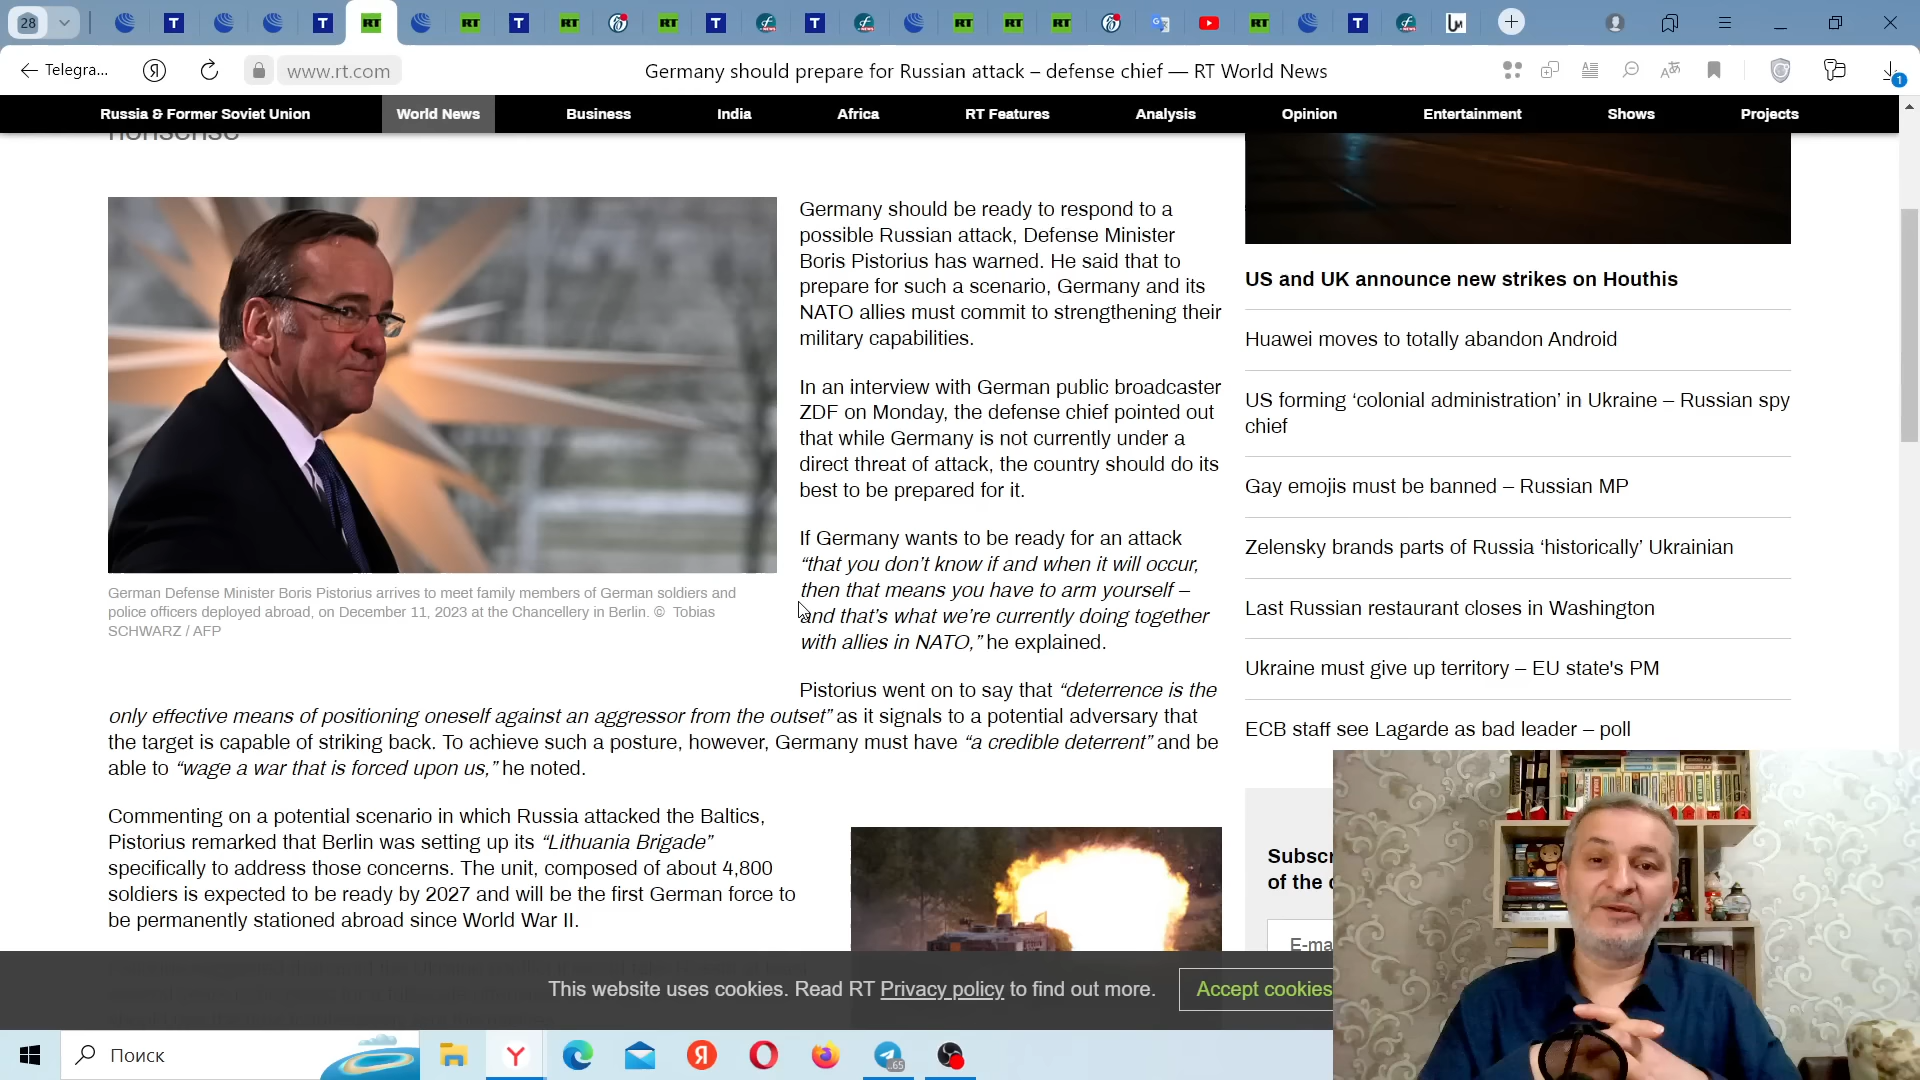 28
T
T
RT
RT
T
RT
RT
T
T
RT
RT
RT
RT
T
Telegra...
Я
www.rt.com
Germany should prepare for Russian attack – defense chief — RT World News
1
Russia & Former Soviet Union
World News
Business
India
Africa
RT Features
Analysis
Opinion
Entertainment
Shows
Projects
nonsense
Germany should be ready to respond to a
possible Russian attack, Defense Minister
Boris Pistorius has warned. He said that to
prepare for such a scenario, Germany and its
NATO allies must commit to strengthening their
military capabilities.
In an interview with German public broadcaster
ZDF on Monday, the defense chief pointed out
that while Germany is not currently under a
direct threat of attack, the country should do its
best to be prepared for it.
If Germany wants to be ready for an attack
“that you don’t know if and when it will occur,
then that means you have to arm yourself –
and that’s what we’re currently doing together
with allies in NATO,” he explained.
German Defense Minister Boris Pistorius arrives to meet family members of German soldiers and
police officers deployed abroad, on December 11, 2023 at the Chancellery in Berlin. © Tobias
SCHWARZ / AFP
Pistorius went on to say that “deterrence is the
only effective means of positioning oneself against an aggressor from the outset” as it signals to a potential adversary that
the target is capable of striking back. To achieve such a posture, however, Germany must have “a credible deterrent” and be
able to “wage a war that is forced upon us,” he noted.
Commenting on a potential scenario in which Russia attacked the Baltics,
Pistorius remarked that Berlin was setting up its “Lithuania Brigade”
specifically to address those concerns. The unit, composed of about 4,800
soldiers is expected to be ready by 2027 and will be the first German force to
be permanently stationed abroad since World War II.
US and UK announce new strikes on Houthis
Huawei moves to totally abandon Android
US forming ‘colonial administration’ in Ukraine – Russian spy
chief
Gay emojis must be banned – Russian MP
Zelensky brands parts of Russia ‘historically’ Ukrainian
Last Russian restaurant closes in Washington
Ukraine must give up territory – EU state's PM
ECB staff see Lagarde as bad leader – poll
Subscr
of the
E-ma
This website uses cookies. Read RT Privacy policy to find out more.
Accept cookies
Поиск
Y
Я
65